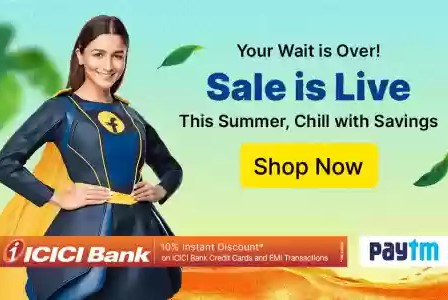 Your Wait is Over!
Sale is Live
This Summer, Chill with Savings
Shop Now
ICICI Bank
10% Instant Discount*
on ICICI Bank Credit Cards and EMI Transactions
paytm